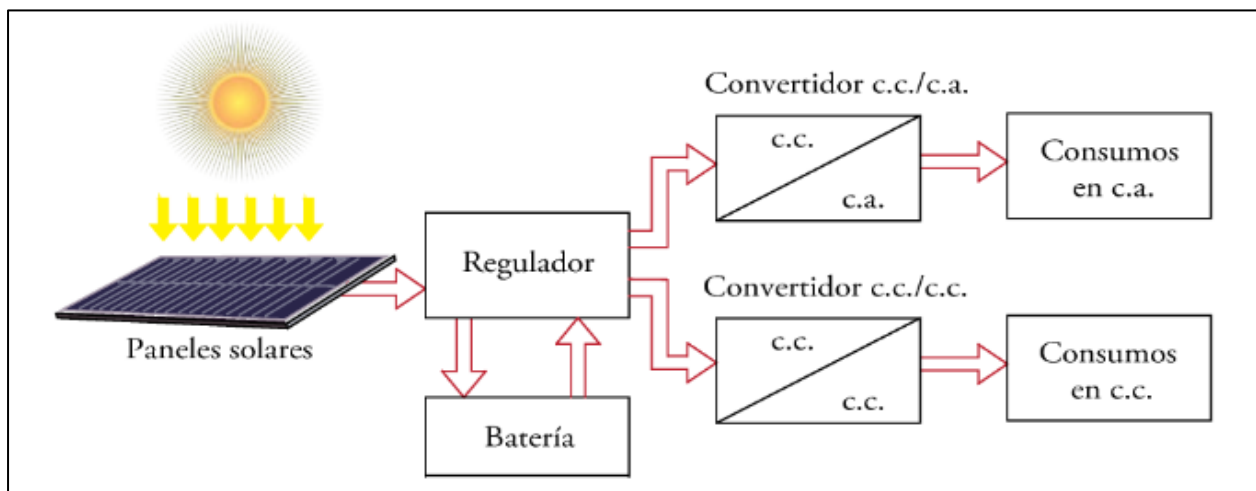 Convertidor c.c./c.a.
c.c.
c.a.
Consumos
en c.a.
Regulador
Convertidor c.c./c.c.
c.c.
c.c.
Consumos
en c.c.
Paneles solares
Batería